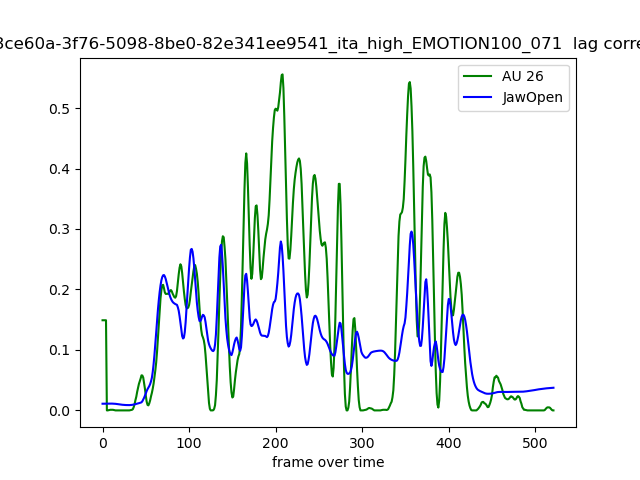 3ce60a-3f76-5098-8be0-82e341ee9541_ita_high_EMOTION100_071 lag corre
AU 26
JawOpen
0.5
0.4
0.3
0.2
0.1
0.0
0 100 200 300 400 500
frame over time